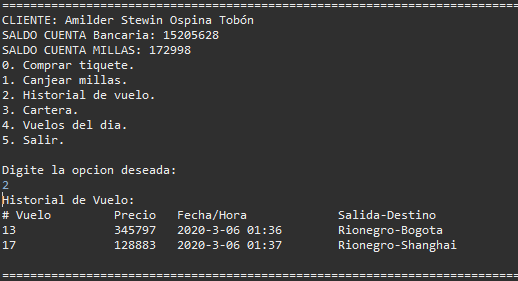 ==========================================================================
CLIENTE: Amilder Stewin Ospina Tobón
SALDO CUENTA Bancaria: 15205628
SALDO CUENTA MILLAS: 172998
0. Comprar tiquete.
1. Canjear millas.
2. Historial de vuelo.
3. Cartera.
4. Vuelos del dia.
5. Salir.
Digite la opcion deseada:
2
Historial de Vuelo:
# Vuelo         Precio   Fecha/Hora             Salida-Destino
13              345797   2020-3-06 01:36        Rionegro-Bogota
17              128883   2020-3-06 01:37        Rionegro-Shanghai
==========================================================================